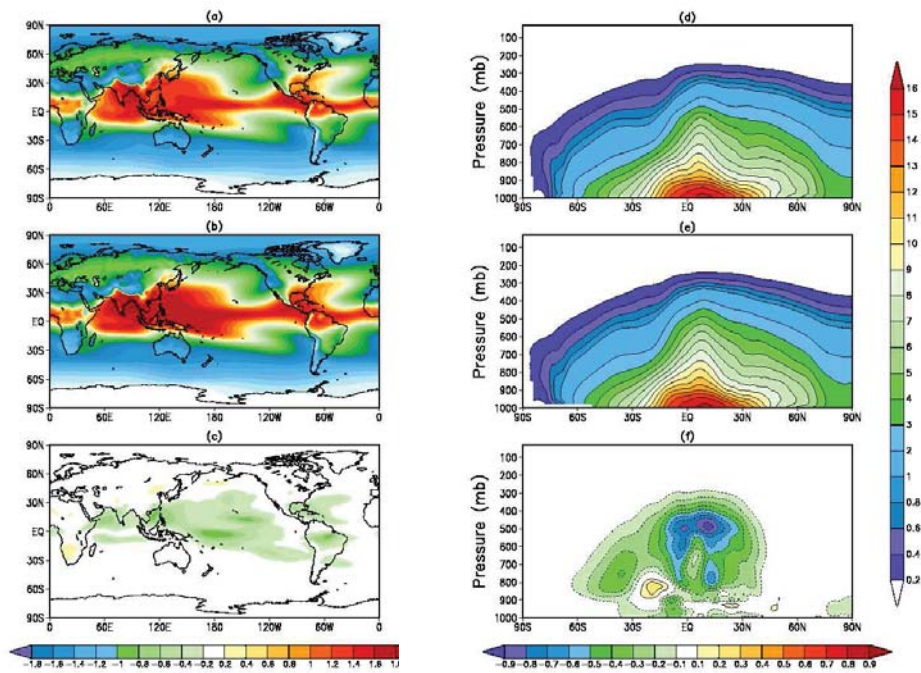 (a)
90N
60N
30N
EQ
30S
60S
90S
0 60E 120E 180 120W 60W 0
(b)
90N
60N
30N
EQ
30S
60S
90S
0 60E 120E 180 120W 60W 0
(c)
90N
60N
30N
EQ
30S
60S
90S
0 60E 120E 180 120W 60W 0
-1.8 -1.6 -1.4 -1.2 -1 -0.8 -0.6 -0.4 -0.2 0.2 0.4 0.6 0.8 1 1.2 1.4 1.6
(d)
Pressure (mb)
100
200
300
400
500
600
700
800
900
1000
90S 60S 30S EQ 30N 60N 90N
(e)
Pressure (mb)
100
200
300
400
500
600
700
800
900
1000
90S 60S 30S EQ 30N 60N 90N
(f)
Pressure (mb)
100
200
300
400
500
600
700
800
900
1000
90S 60S 30S EQ 30N 60N 90N
-0.9 -0.8 -0.7 -0.6 -0.5 -0.4 -0.3 -0.2 -0.1 0.1 0.2 0.3 0.4 0.5 0.6 0.7 0.8 0.9
16
15
14
13
12
11
10
9
8
7
6
5
4
3
2
1
0.8
0.6
0.4
0.2